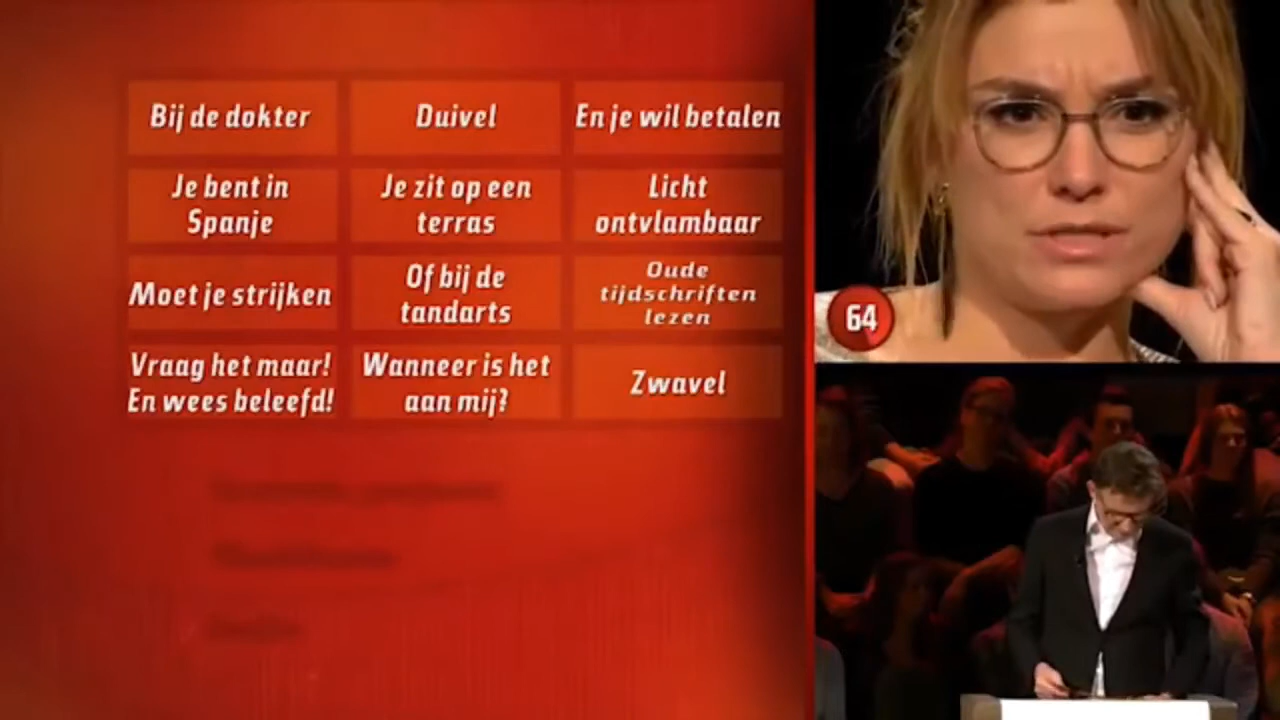 Bij de dokter
Duivel
En je wil betalen
Je bent in
Spanje
Je zit op een
terras
Licht
ontvlambaar
Moet je strijken
Of bij de
tandarts
Oude
tijdschriften
lezen
Vraag het maar!
En wees beleefd!
Wanneer is het
aan mij?
Zwavel
64